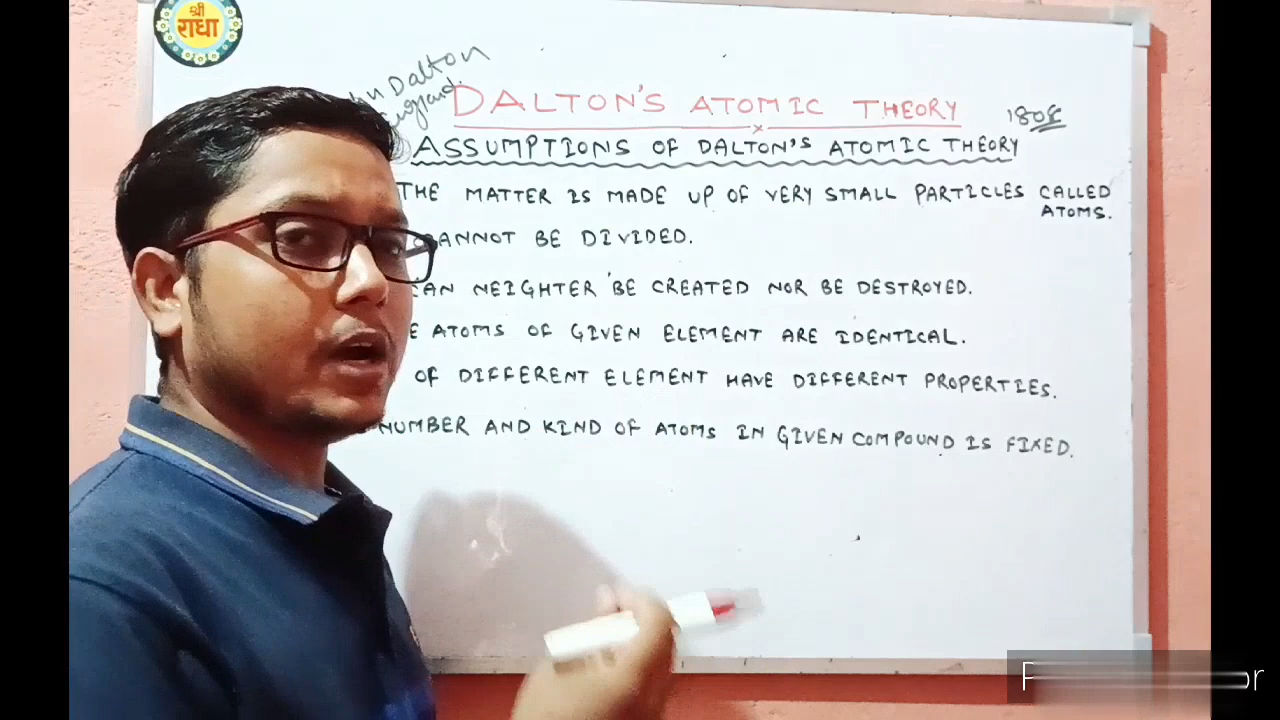 श्री
राधा
Dalton
England
DALTON'S ATOMIC THEORY
1808
ASSUMPTIONS OF DALTON'S ATOMIC THEORY
THE MATTER IS MADE UP OF VERY SMALL PARTICLES CALLED
ATOMS.
CANNOT BE DIVIDED.
CAN NEIGHTER BE CREATED NOR BE DESTROYED.
ATOMS OF GIVEN ELEMENT ARE IDENTICAL.
OF DIFFERENT ELEMENT HAVE DIFFERENT PROPERTIES.
NUMBER AND KIND OF ATOMS IN GIVEN COMPOUND IS FIXED.